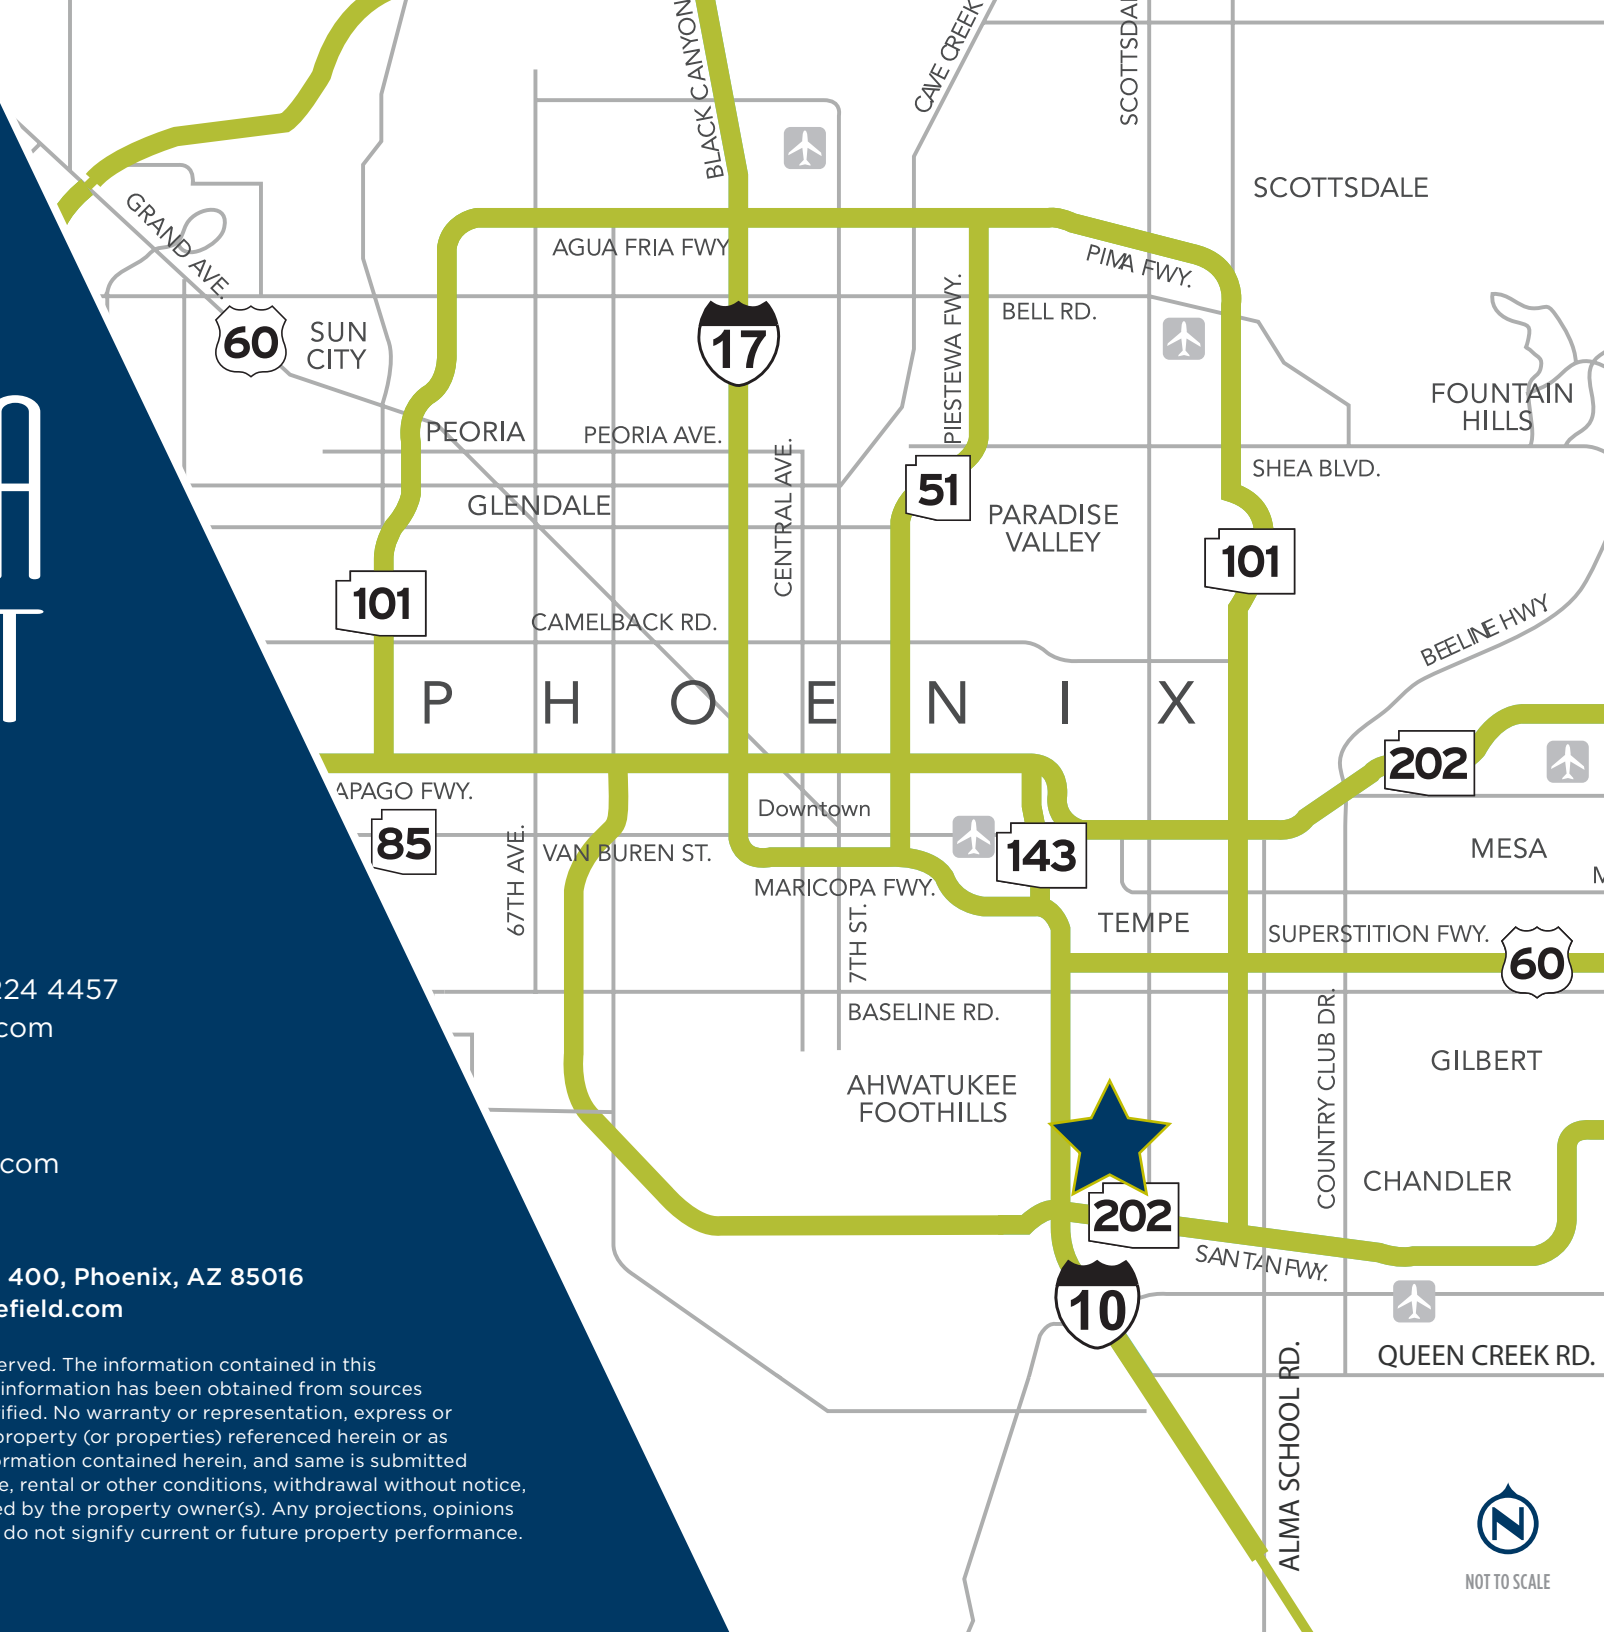 BLACK CANYON
CAVE CREEK
SCOTTSDALE
GRAND AVE.
AGUA FRIA FWY
PIMA FWY.
60
SUN
CITY
17
PIESTEWA FWY.
BELL RD.
FOUNTAIN
HILLS
PEORIA
PEORIA AVE.
CENTRAL AVE.
SHEA BLVD.
A
51
GLENDALE
PARADISE
VALLEY
101
101
T
CAMELBACK RD.
BEELINE HWY
PHOENIX
202
APAGO FWY.
Downtown
85
67TH AVE.
VAN BUREN ST.
143
MESA
MARICOPA FWY.
7TH ST.
TEMPE
SUPERSTITION FWY.
60
224 4457
.com
BASELINE RD.
COUNTRY CLUB DR.
GILBERT
AHWATUKEE
FOOTHILLS
.com
CHANDLER
202
SANTAN FWY.
400, Phoenix, AZ 85016
efield.com
10
erved. The information contained in this
information has been obtained from sources
ified. No warranty or representation, express or
property (or properties) referenced herein or as
ormation contained herein, and same is submitted
e, rental or other conditions, withdrawal without notice,
ed by the property owner(s). Any projections, opinions
do not signify current or future property performance.
ALMA SCHOOL RD.
QUEEN CREEK RD.
N
NOT TO SCALE